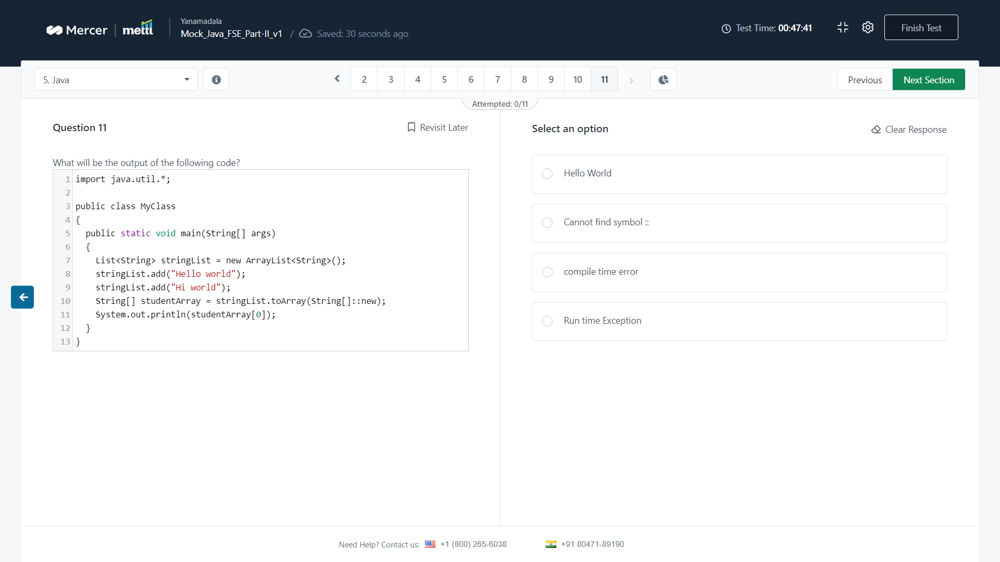 Mercer mettl
Yanamadala
Mock_Java_FSE_Part-II_v1 / Saved: 30 seconds ago
Test Time: 00:47:41
Finish Test
5. Java
2 3 4 5 6 7 8 9 10 11
Previous
Next Section
Attempted: 0/11
Question 11
Revisit Later
What will be the output of the following code?
1 import java.util.*;
2
3 public class MyClass
4 {
5   public static void main(String[] args)
6   {
7     List<String> stringList = new ArrayList<String>();
8     stringList.add("Hello world");
9     stringList.add("Hi world");
10     String[] studentArray = stringList.toArray(String[]::new);
11     System.out.println(studentArray[0]);
12   }
13 }
Select an option
Clear Response
Hello World
Cannot find symbol ::
compile time error
Run time Exception
Need Help? Contact us: +1 (800) 265-6038 +91 80471-89190